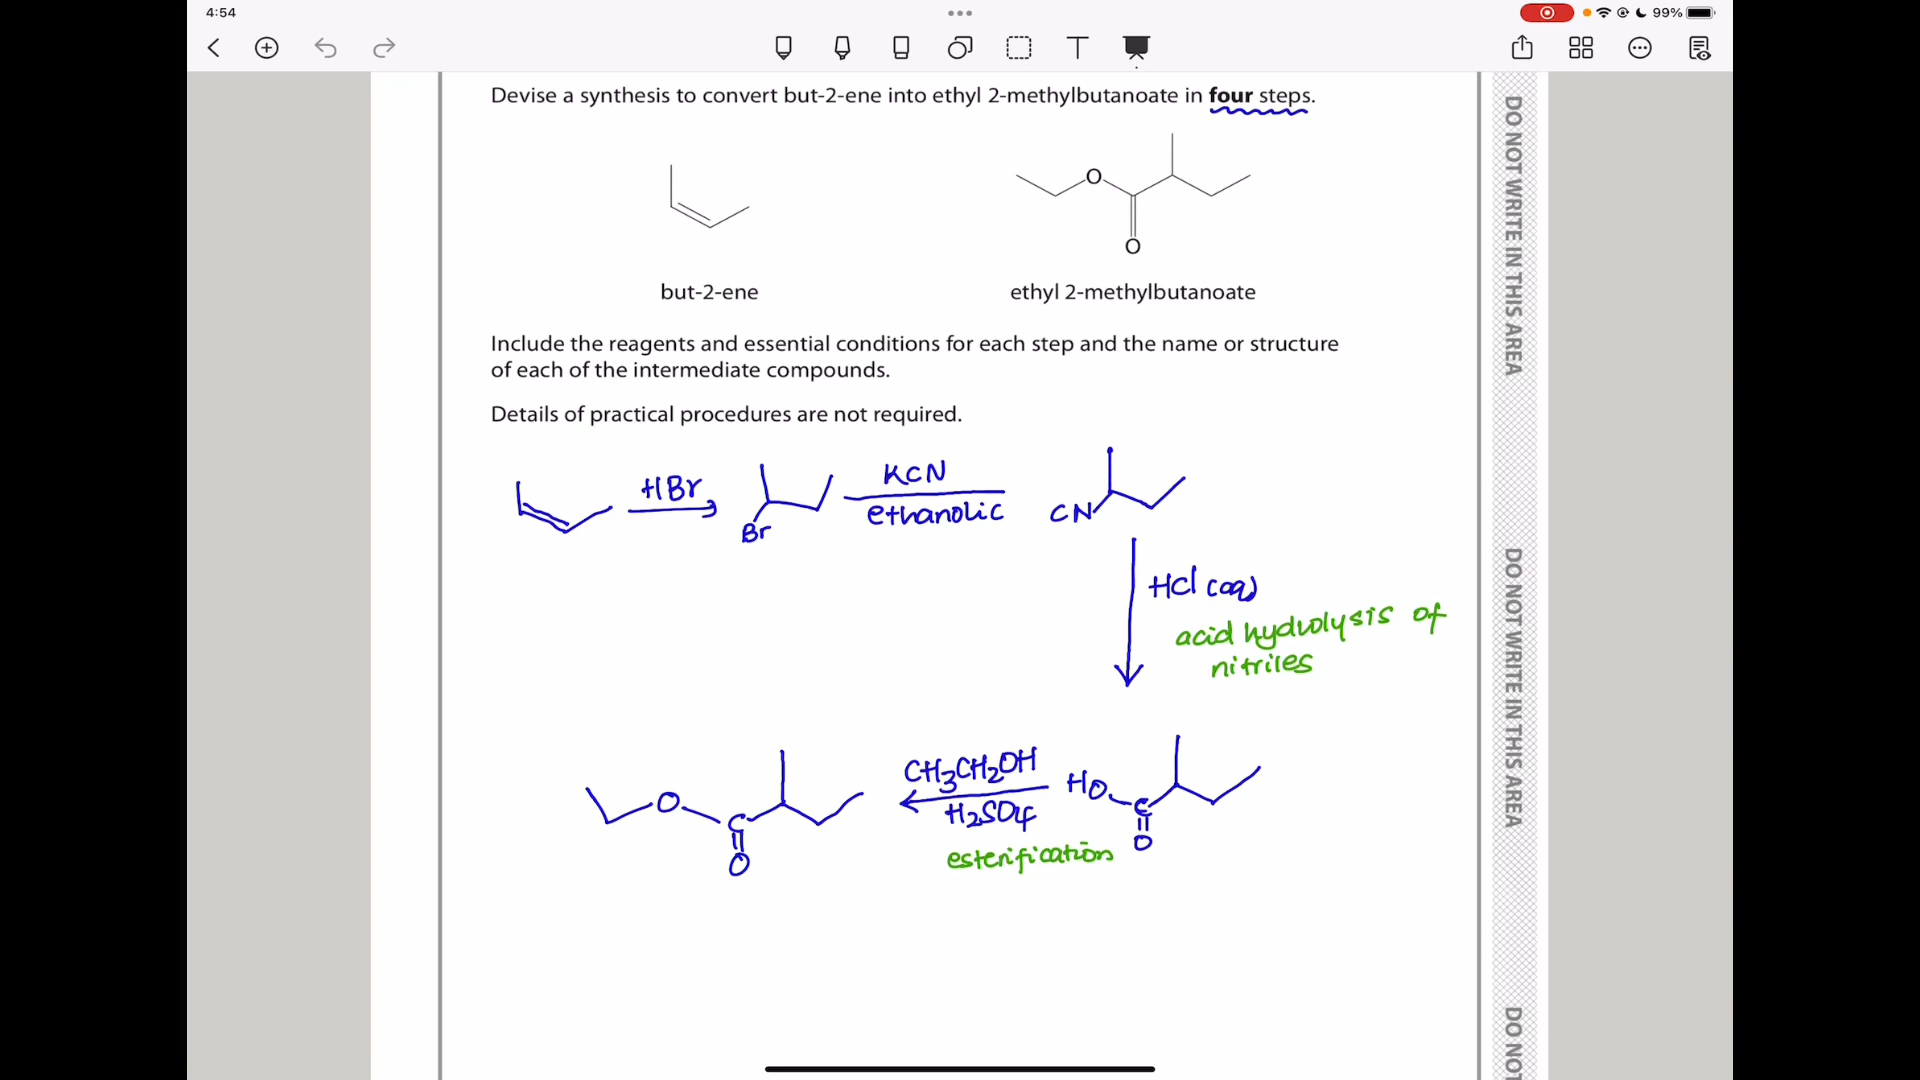 4:54
99%
Devise a synthesis to convert but-2-ene into ethyl 2-methylbutanoate in four steps.
O
O
but-2-ene
ethyl 2-methylbutanoate
Include the reagents and essential conditions for each step and the name or structure
of each of the intermediate compounds.
Details of practical procedures are not required.
HBr
Br
KCN
ethanolic
CN
HCl (aq)
acid hydrolysis of
nitriles
HO
C
O
CH3CH2OH
H2SO4
esterification
O
C
O
DO NOT WRITE IN THIS AREA
DO NOT WRITE IN THIS AREA
DO NOT